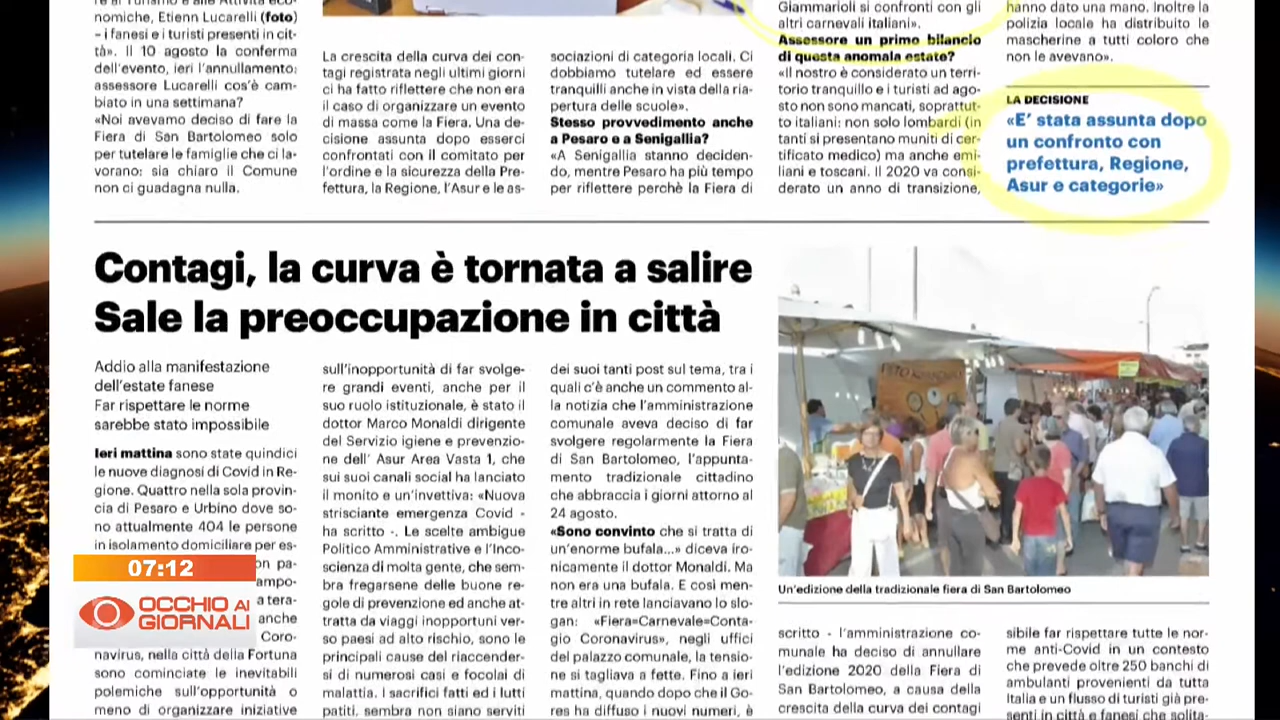 re al Turismo e alle Attività eco-
nomiche, Etienn Lucarelli (foto)
– i fanesi e i turisti presenti in cit-
tà». Il 10 agosto la conferma
dell'evento, ieri l'annullamento:
assessore Lucarelli cos'è cam-
biato in una settimana?
«Noi avevamo deciso di fare la
Fiera di San Bartolomeo solo
per tutelare le famiglie che ci la-
vorano: sia chiaro il Comune
non ci guadagna nulla.
La crescita della curva dei con-
tagi registrata negli ultimi giorni
ci ha fatto riflettere che non era
il caso di organizzare un evento
di massa come la Fiera. Una de-
cisione assunta dopo esserci
confrontati con il comitato per
l'ordine e la sicurezza della Pre-
fettura, la Regione, l'Asur e le as-
sociazioni di categoria locali. Ci
dobbiamo tutelare ed essere
tranquilli anche in vista della ria-
pertura delle scuole».
Stesso provvedimento anche
a Pesaro e a Senigallia?
«A Senigallia stanno deciden-
do, mentre Pesaro ha più tempo
per riflettere perchè la Fiera di
Giammarioli si confronti con gli
altri carnevali italiani».
Assessore un primo bilancio
di questa anomala estate?
«Il nostro è considerato un terri-
torio tranquillo e i turisti ad ago-
sto non sono mancati, soprattut-
to italiani: non solo lombardi (in
tanti si presentano muniti di cer-
tificato medico) ma anche emi-
liani e toscani. Il 2020 va consi-
derato un anno di transizione,
hanno dato una mano. Inoltre la
polizia locale ha distribuito le
mascherine a tutti coloro che
non le avevano».
LA DECISIONE
«E' stata assunta dopo
un confronto con
prefettura, Regione,
Asur e categorie»
Contagi, la curva è tornata a salire
Sale la preoccupazione in città
Addio alla manifestazione
dell'estate fanese
Far rispettare le norme
sarebbe stato impossibile
Ieri mattina sono state quindici
le nuove diagnosi di Covid in Re-
gione. Quattro nella sola provin-
cia di Pesaro e Urbino dove so-
no attualmente 404 le persone
in isolamento domiciliare per es-
on pa-
ampo-
a tera-
anche
Coro-
navirus, nella città della Fortuna
sono cominciate le inevitabili
polemiche sull'opportunità o
meno di organizzare iniziative
sull'inopportunità di far svolge-
re grandi eventi, anche per il
suo ruolo istituzionale, è stato il
dottor Marco Monaldi dirigente
del Servizio igiene e prevenzio-
ne dell' Asur Area Vasta 1, che
sui suoi canali social ha lanciato
il monito e un'invettiva: «Nuova
strisciante emergenza Covid -
ha scritto -. Le scelte ambigue
Politico Amministrative e l'Inco-
scienza di molta gente, che sem-
bra fregarsene delle buone re-
gole di prevenzione ed anche at-
tratta da viaggi inopportuni ver-
so paesi ad alto rischio, sono le
principali cause del riaccender-
si di numerosi casi e focolai di
malattia. I sacrifici fatti ed i lutti
patiti, sembra non siano serviti
dei suoi tanti post sul tema, tra i
quali c'è anche un commento al-
la notizia che l'amministrazione
comunale aveva deciso di far
svolgere regolarmente la Fiera
di San Bartolomeo, l'appunta-
mento tradizionale cittadino
che abbraccia i giorni attorno al
24 agosto.
«Sono convinto che si tratta di
un'enorme bufala...» diceva iro-
nicamente il dottor Monaldi. Ma
non era una bufala. E così men-
tre altri in rete lanciavano lo slo-
gan: «Fiera=Carnevale=Conta-
gio Coronavirus», negli uffici
del palazzo comunale, la tensio-
ne si tagliava a fette. Fino a ieri
mattina, quando dopo che il Go-
res ha diffuso i nuovi numeri, è
Un'edizione della tradizionale fiera di San Bartolomeo
scritto - l'amministrazione co-
munale ha deciso di annullare
l'edizione 2020 della Fiera di
San Bartolomeo, a causa della
crescita della curva dei contagi
sibile far rispettare tutte le nor-
me anti-Covid in un contesto
che prevede oltre 250 banchi di
ambulanti provenienti da tutta
Italia e un flusso di turisti già pre-
senti in città e fanesi che solita-
07:12
OCCHIO AI
GIORNALI